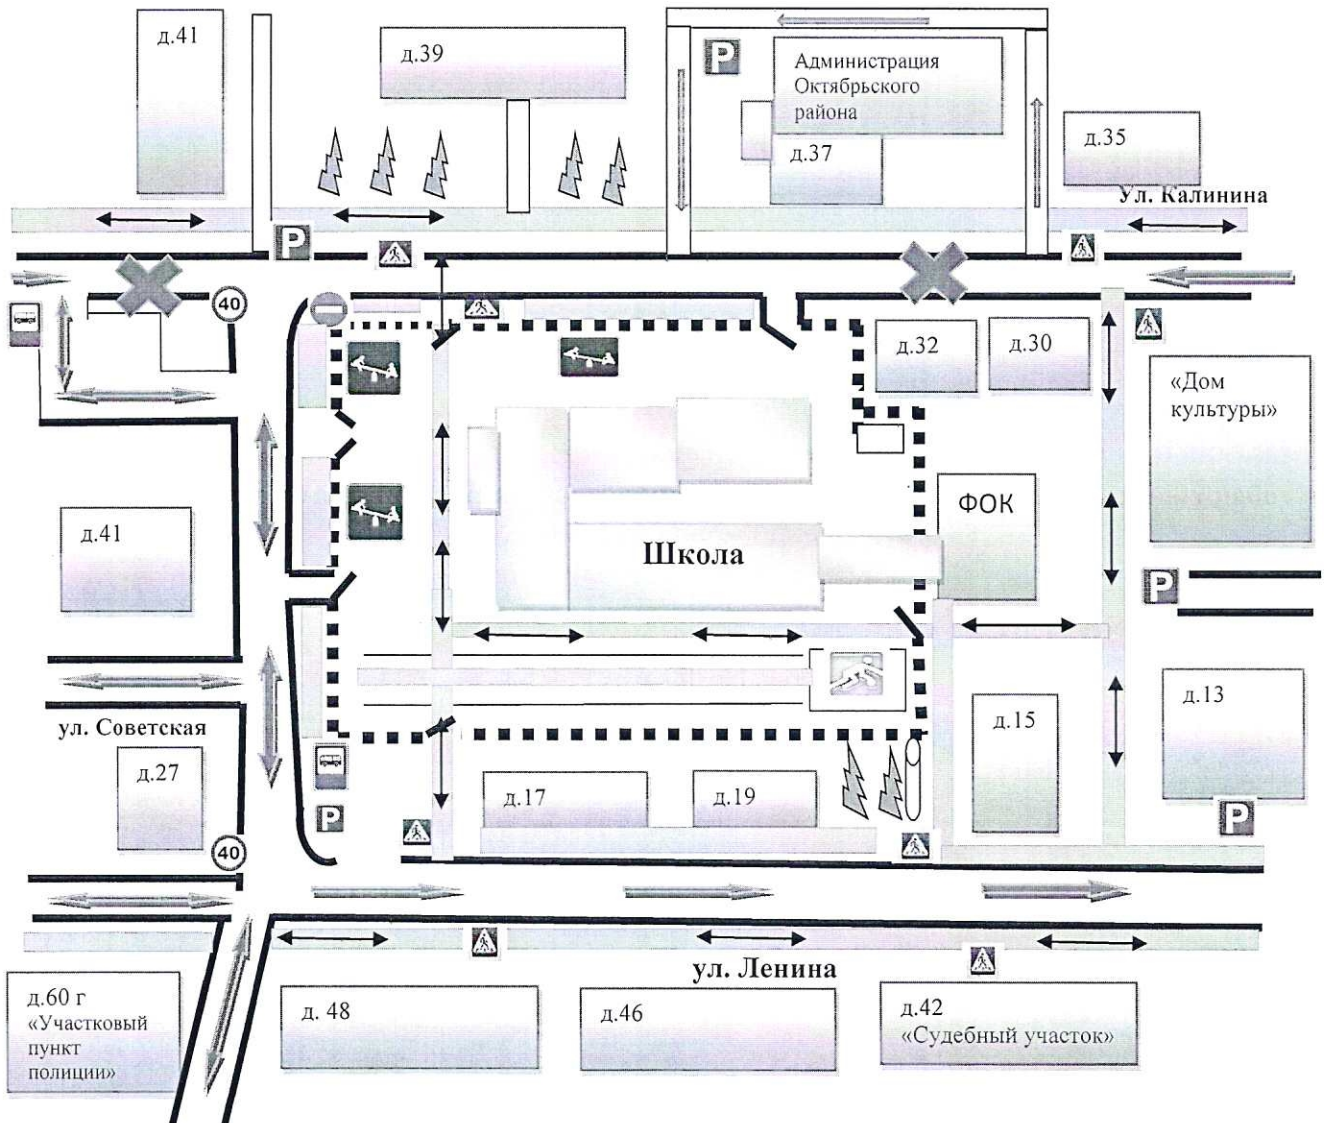 д.41
д.39
P
Администрация
Октябрьского
района
д.37
д.35
Ул. Калинина
P
40
д.32
д.30
«Дом
культуры»
д.41
ФОК
Школа
P
ул. Советская
д.27
д.15
д.13
д.17
д.19
P
P
40
ул. Ленина
д.60 г
«Участковый
пункт
полиции»
д. 48
д.46
д.42
«Судебный участок»